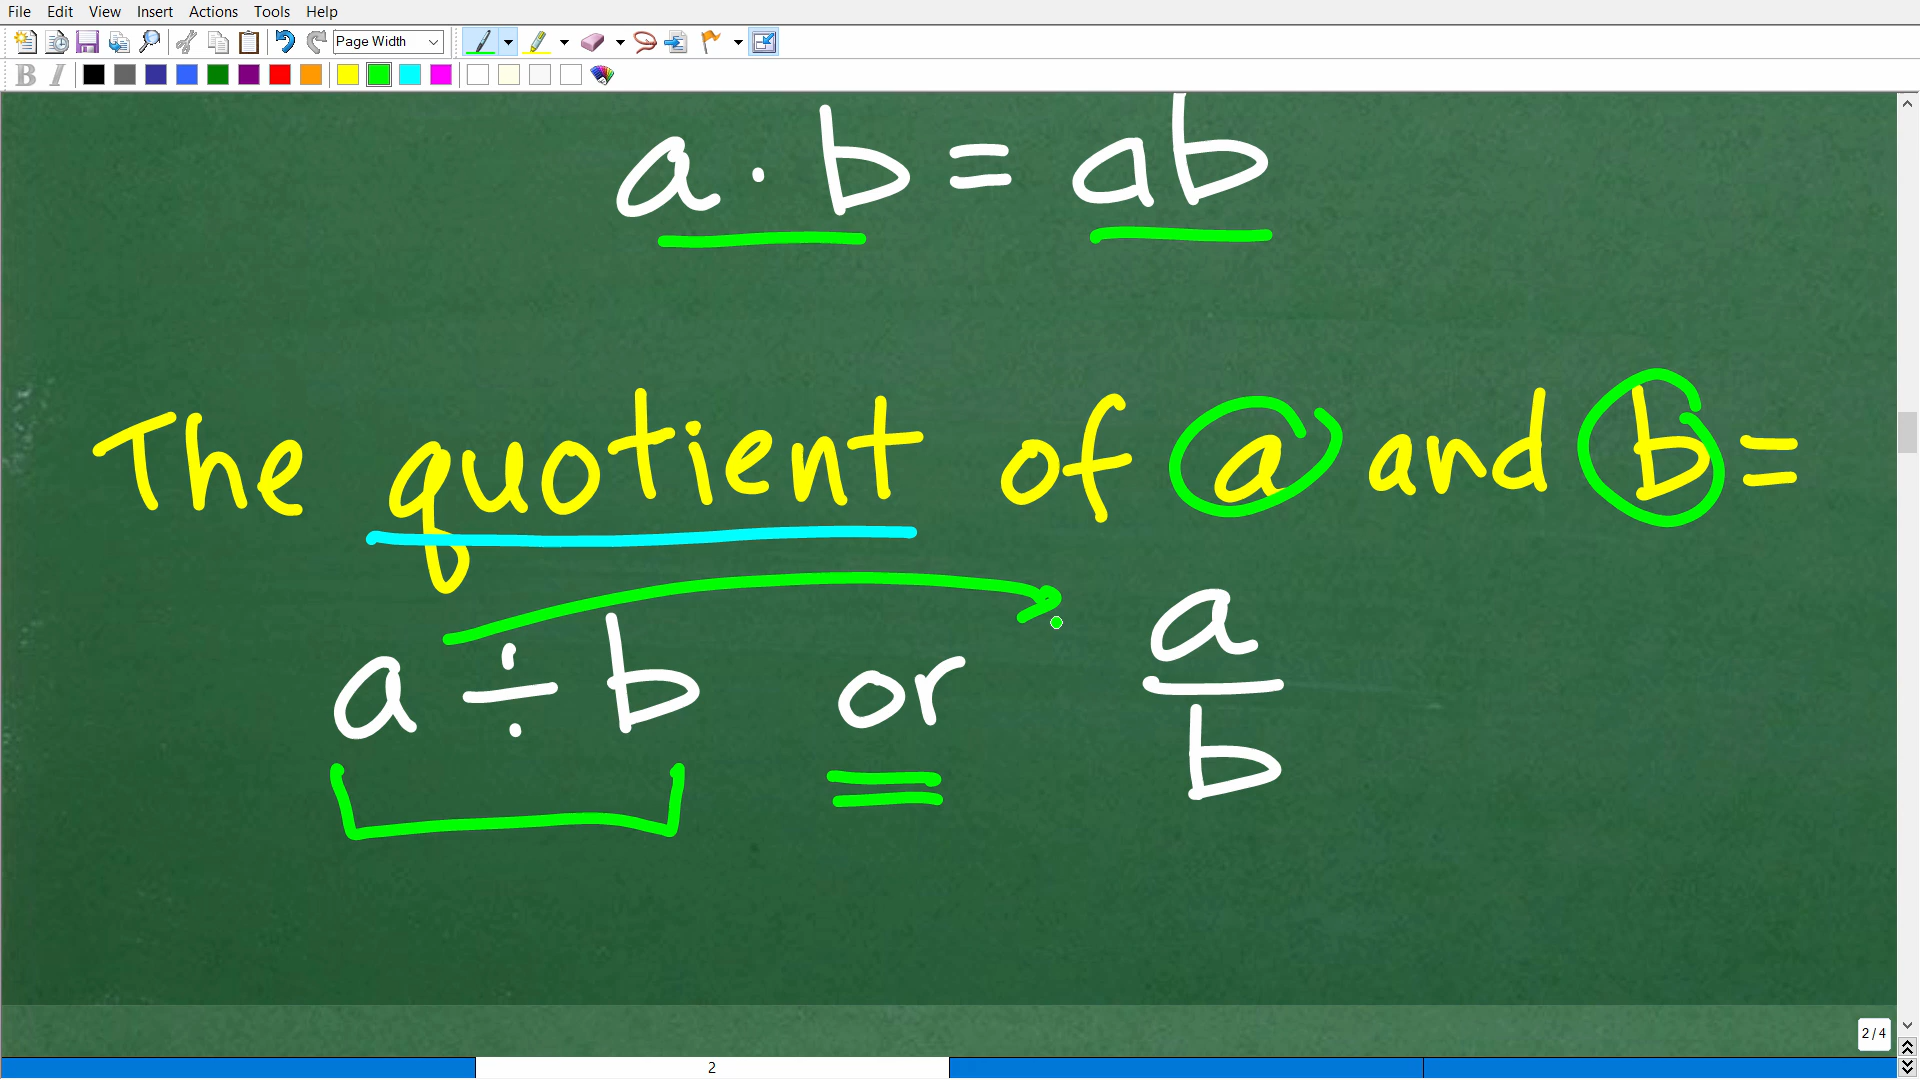 File Edit View Insert Actions Tools Help
Page Width
B I
a · b = ab
The quotient of a and b =
a ÷ b or a/b
2 / 4
2